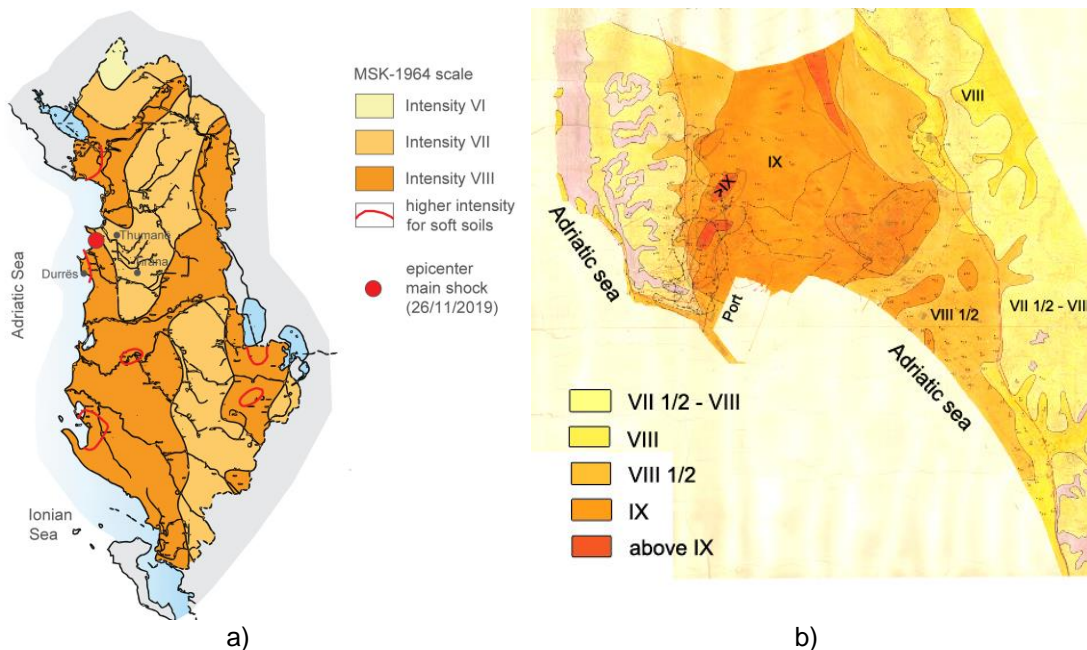 MSK-1964 scale
Intensity VI
Intensity VII
Intensity VIII
higher intensity
for soft soils
epicenter
main shock
(26/11/2019)
Adriatic Sea
Thumanë
Tirana
Durrës
Ionian
Sea
a)
VIII
IX
>IX
Adriatic sea
Port
VIII 1/2
VII 1/2 - VIII
Adriatic sea
VII 1/2 - VIII
VIII
VIII 1/2
IX
above IX
b)